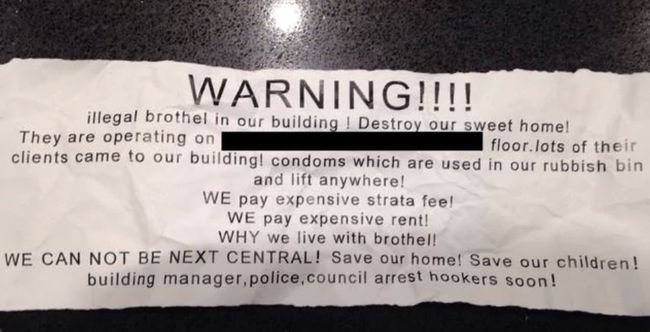 WARNING!!!!
illegal brothel in our building ! Destroy our sweet home!
They are operating on floor.lots of their
clients came to our building! condoms which are used in our rubbish bin
and lift anywhere!
WE pay expensive strata fee!
WE pay expensive rent!
WHY we live with brothel!
WE CAN NOT BE NEXT CENTRAL! Save our home! Save our children!
building manager,police,council arrest hookers soon!